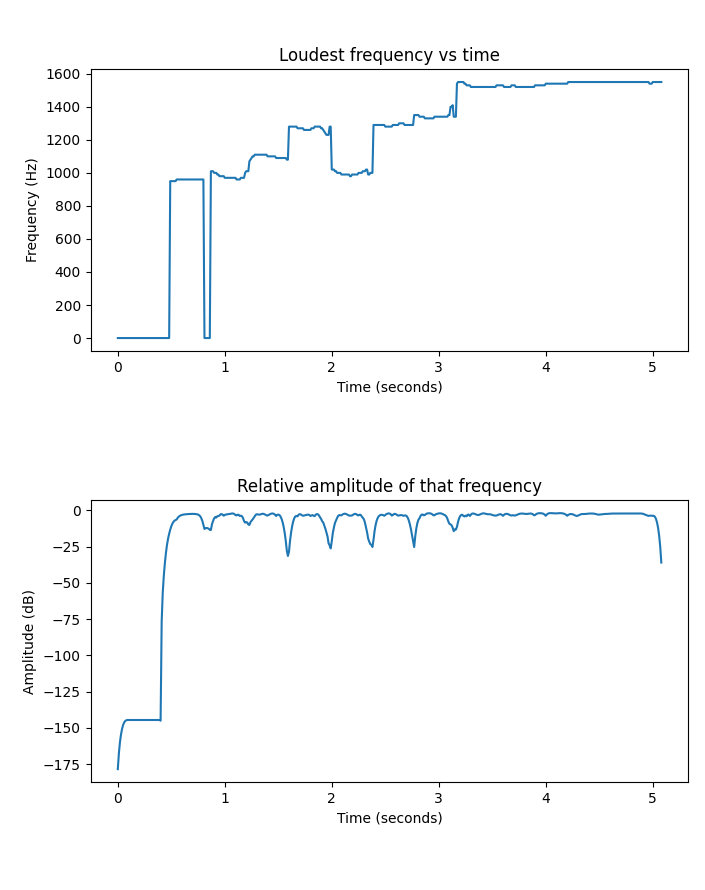 Loudest frequency vs time
1600
1400
1200
1000
800
600
400
200
0
Frequency (Hz)
0 1 2 3 4 5
Time (seconds)
Relative amplitude of that frequency
0
−25
−50
−75
−100
−125
−150
−175
Amplitude (dB)
0 1 2 3 4 5
Time (seconds)